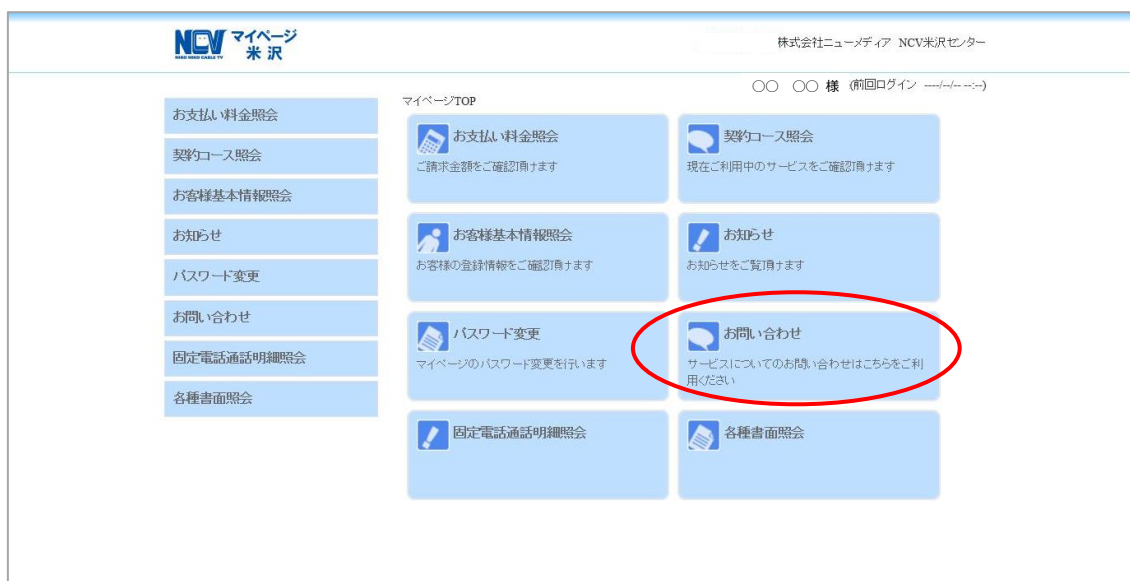 NCV マイページ
米沢
NIKO NIKO CABLE TV
株式会社ニューメディア NCV米沢センター
〇〇 〇〇 様 (前回ログイン ----/--/-- --:--)
お支払い料金照会
契約コース照会
お客様基本情報照会
お知らせ
パスワード変更
お問い合わせ
固定電話通話明細照会
各種書面照会
マイページTOP
お支払い料金照会
ご請求金額をご確認頂けます
契約コース照会
現在ご利用中のサービスをご確認頂けます
お客様基本情報照会
お客様の登録情報をご確認頂けます
お知らせ
お知らせをご覧頂けます
パスワード変更
マイページのパスワード変更を行います
お問い合わせ
サービスについてのお問い合わせはこちらをご利
用ください
固定電話通話明細照会
各種書面照会